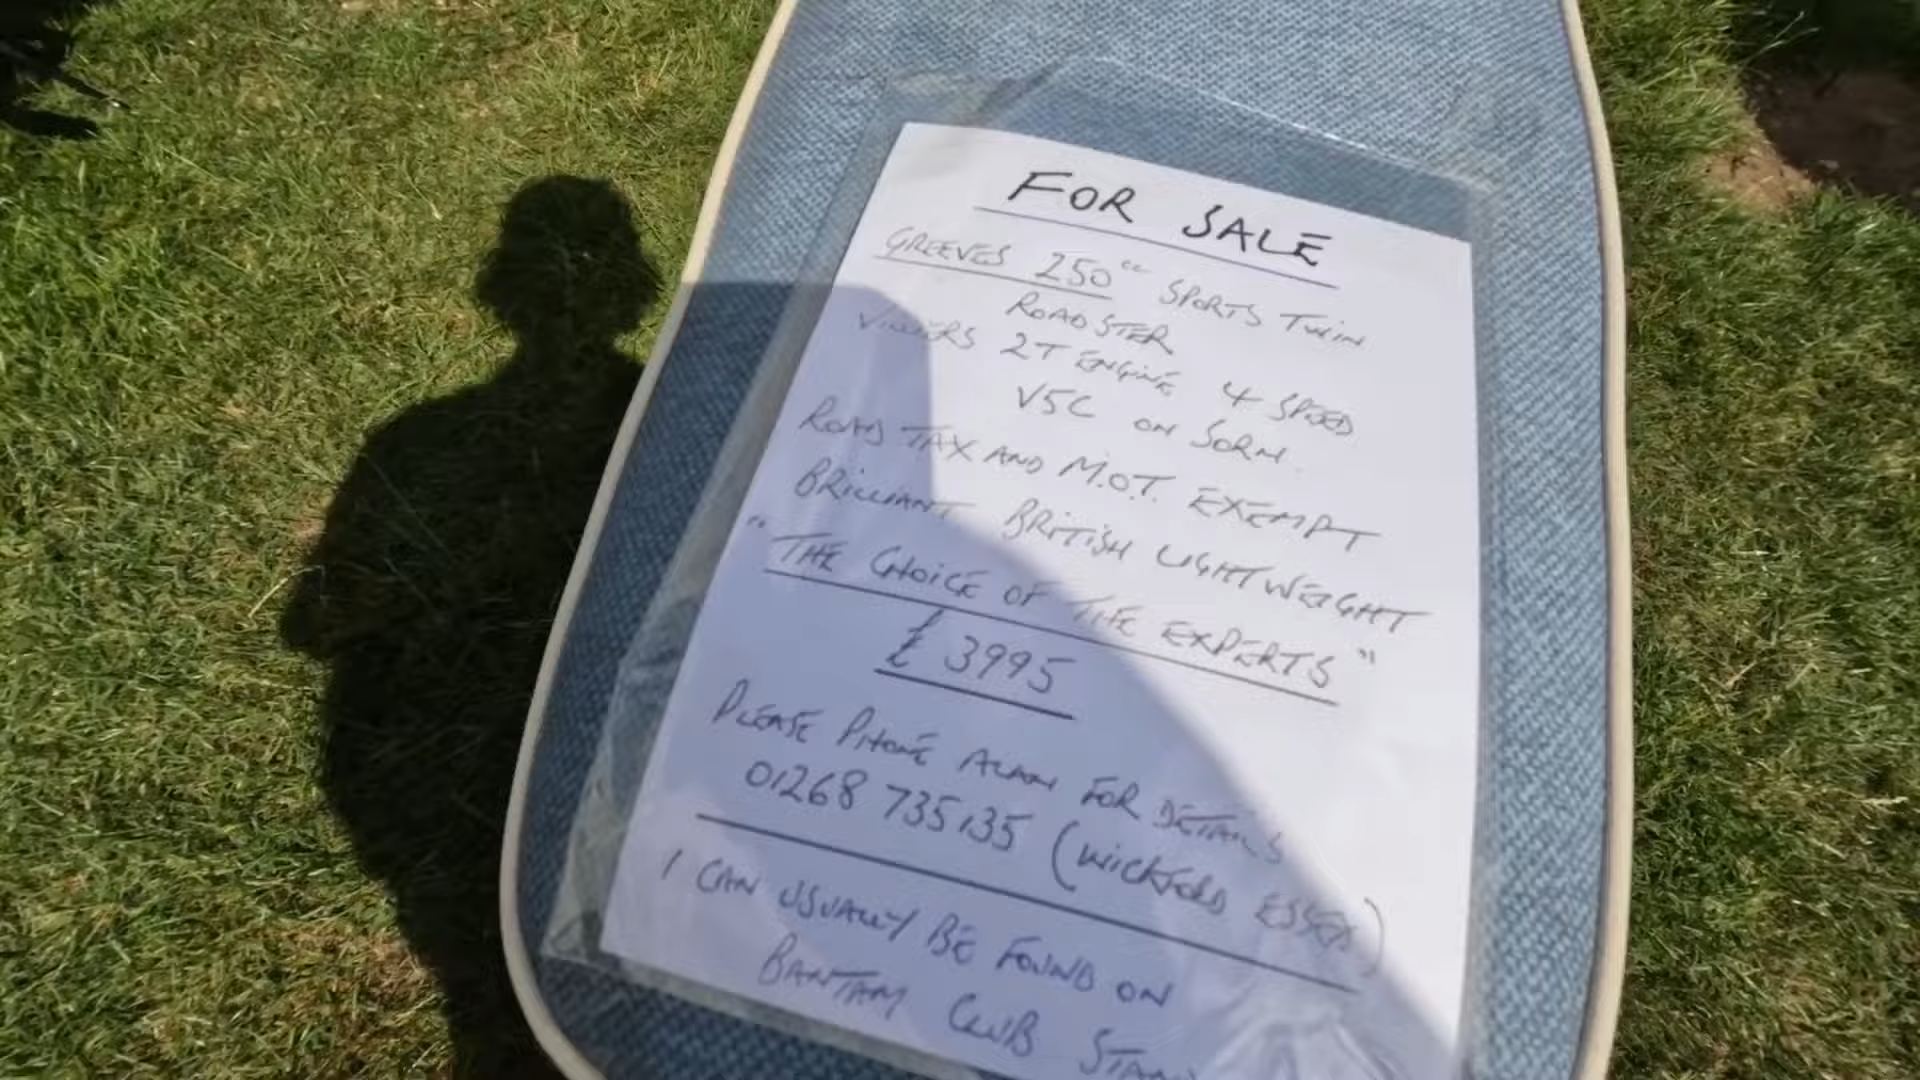 FOR SALE
GREEVES 250cc SPORTS TWIN
ROADSTER
VILLIERS 2T ENGINE 4 SPEED
V5C ON SORN.
ROAD TAX AND M.O.T. EXEMPT
BRILLIANT BRITISH LIGHTWEIGHT
"THE CHOICE OF THE EXPERTS"
£3995
PLEASE PHONE ALAN FOR DETAILS
01268 735135 (WICKFORD ESSEX)
I CAN USUALLY BE FOUND ON
BANTAM CLUB STAN